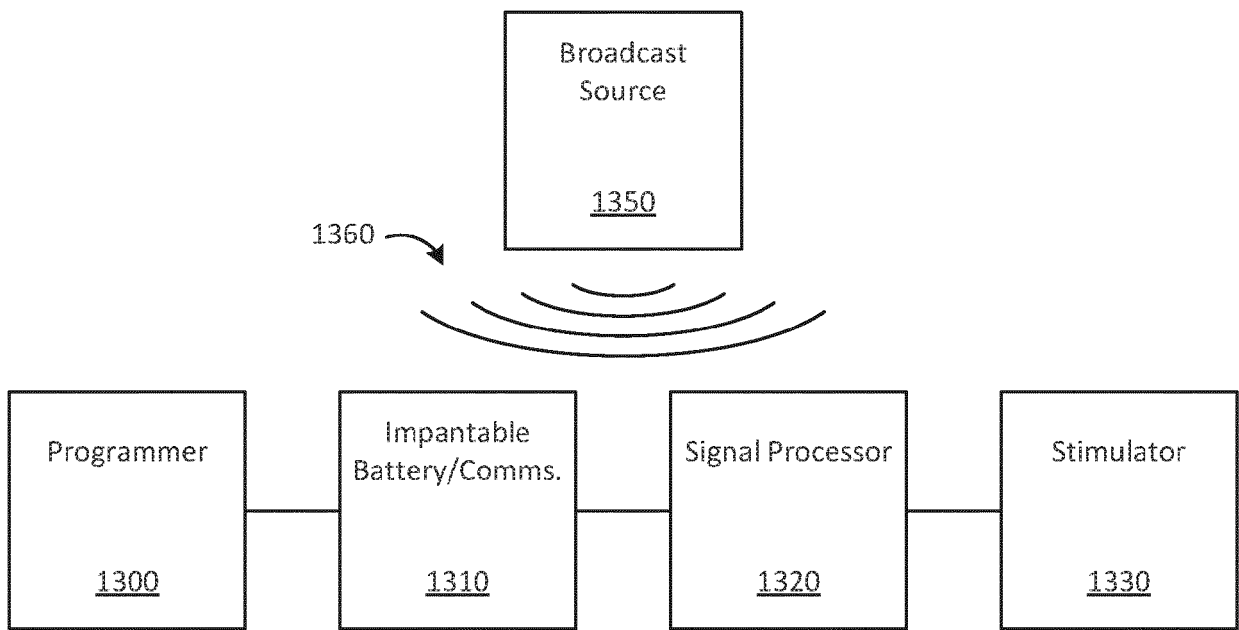 Broadcast
Source
1350
1360
Programmer
1300
Impantable
Battery/Comms.
1310
Signal Processor
1320
Stimulator
1330